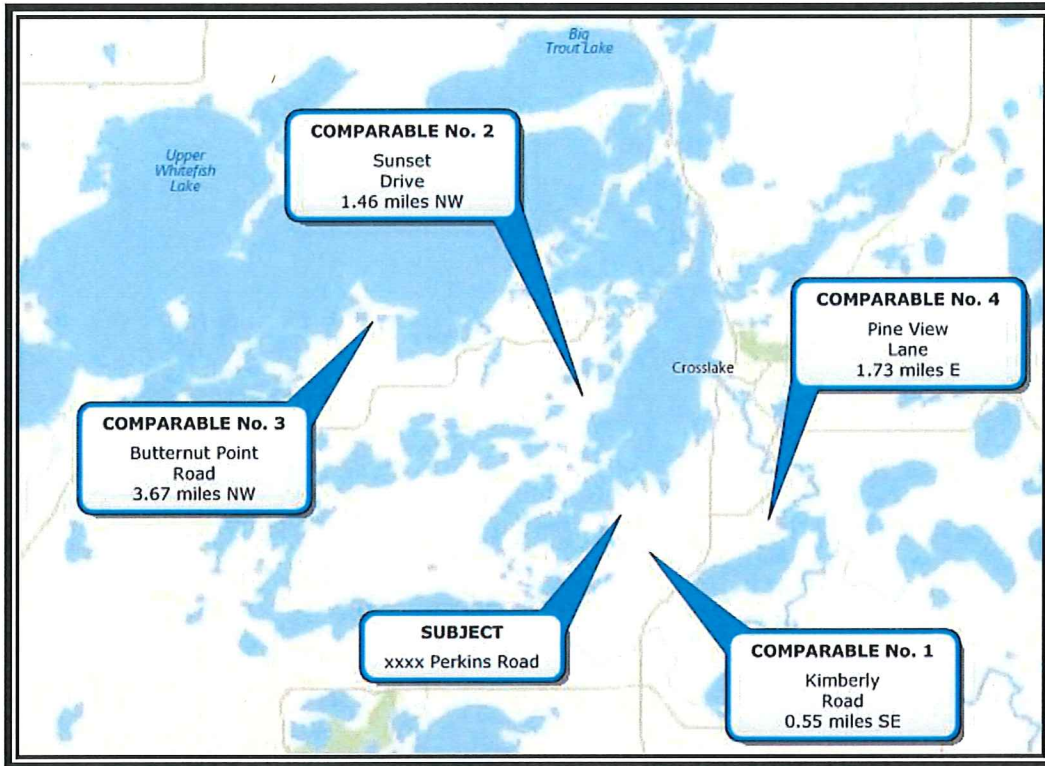 Big
Trout Lake
COMPARABLE No. 2
Sunset
Drive
1.46 miles NW
Upper
Whitefish
Lake
COMPARABLE No. 4
Pine View
Lane
1.73 miles E
Crosslake
COMPARABLE No. 3
Butternut Point
Road
3.67 miles NW
SUBJECT
xxxx Perkins Road
COMPARABLE No. 1
Kimberly
Road
0.55 miles SE